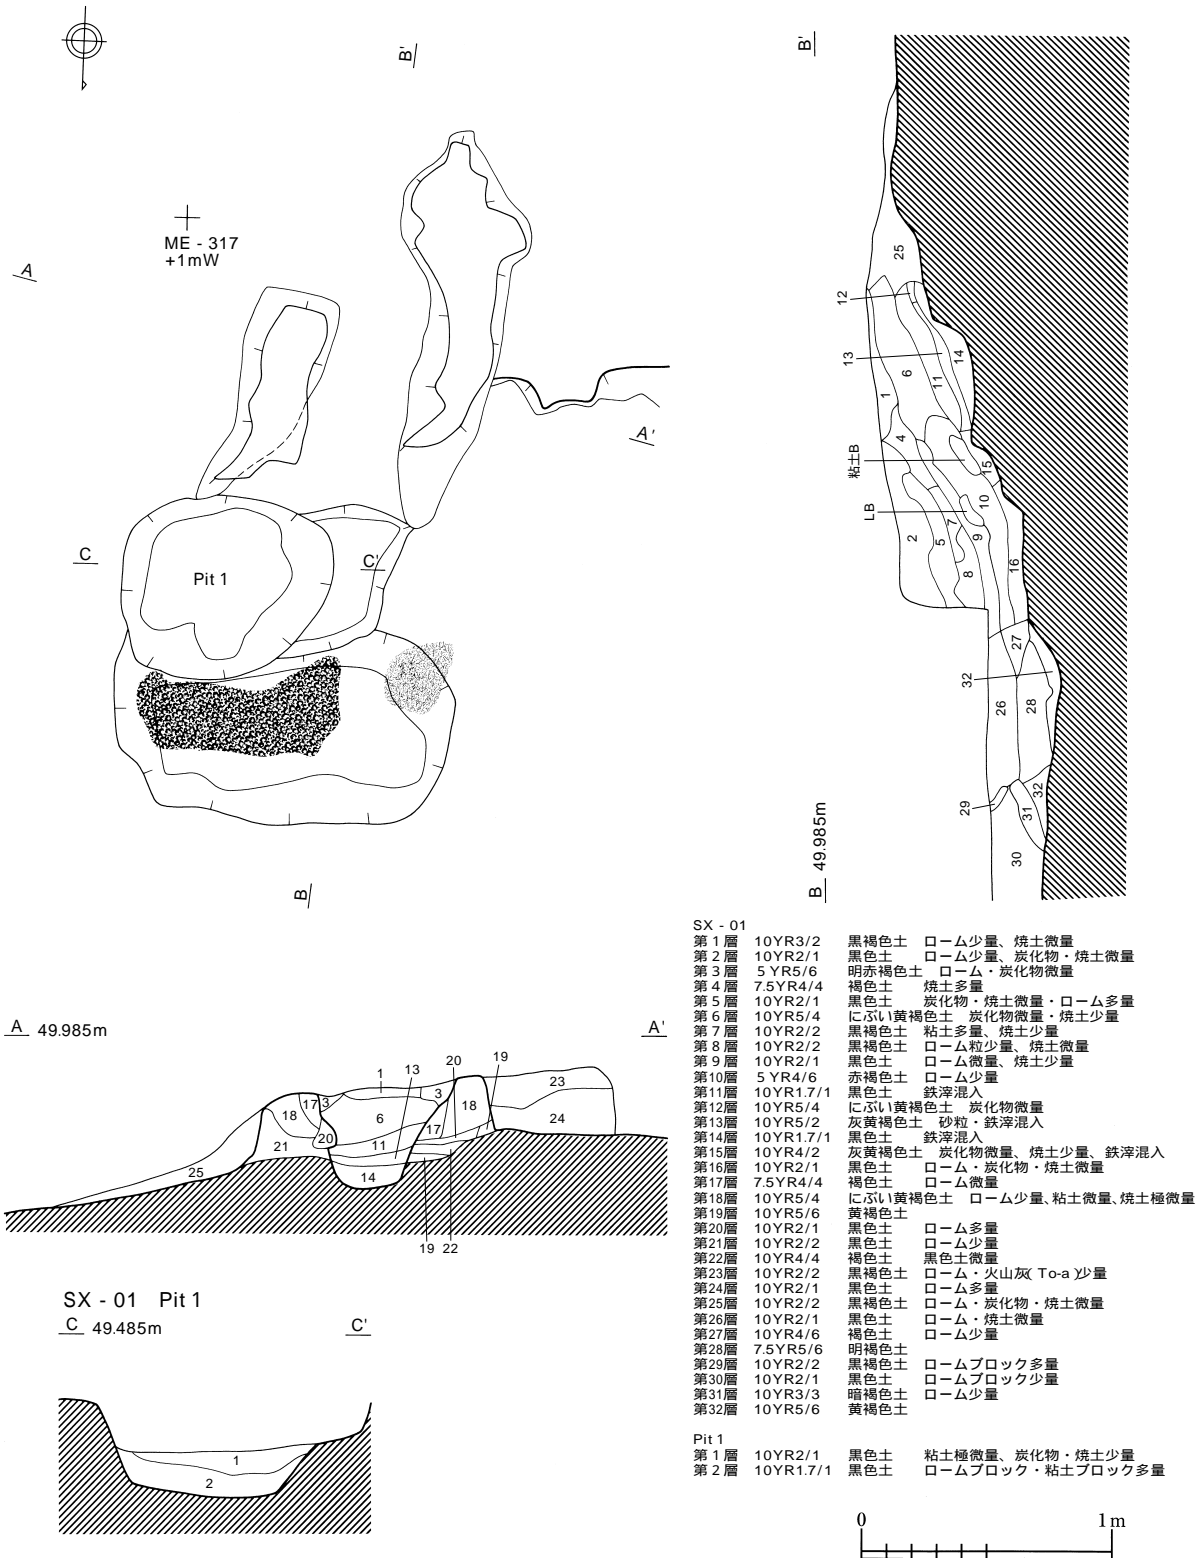 B'
ME - 317
+1mW
A
A'
C
Pit 1
C'
B
B'
25
12
13
14
6
11
1
4
粘土B
15
LB
10
7
2
5
9
8
16
27
32
26
28
29
32
31
30
B 49.985m
A 49.985m
A'
1
13
20
19
23
17
3
3
18
18
6
17
24
20
21
11
25
14
19
22
SX - 01 Pit 1
C 49.485m
C'
1
2
SX - 01
第1層 10YR3/2 黒褐色土 ローム少量、焼土微量
第2層 10YR2/1 黒色土 ローム少量、炭化物・焼土微量
第3層 5YR5/6 明赤褐色土 ローム・炭化物微量
第4層 7.5YR4/4 褐色土 焼土多量
第5層 10YR2/1 黒色土 炭化物・焼土微量・ローム多量
第6層 10YR5/4 にぶい黄褐色土 炭化物微量・焼土少量
第7層 10YR2/2 黒褐色土 粘土多量、焼土少量
第8層 10YR2/2 黒褐色土 ローム粒少量、焼土微量
第9層 10YR2/1 黒色土 ローム微量、焼土少量
第10層 5YR4/6 赤褐色土 ローム少量
第11層 10YR1.7/1 黒色土 鉄滓混入
第12層 10YR5/4 にぶい黄褐色土 炭化物微量
第13層 10YR5/2 灰黄褐色土 砂粒・鉄滓混入
第14層 10YR1.7/1 黒色土 鉄滓混入
第15層 10YR4/2 灰黄褐色土 炭化物微量、焼土少量、鉄滓混入
第16層 10YR2/1 黒色土 ローム・炭化物・焼土微量
第17層 7.5YR4/4 褐色土 ローム微量
第18層 10YR5/4 にぶい黄褐色土 ローム少量、粘土微量、焼土極微量
第19層 10YR5/6 黄褐色土
第20層 10YR2/1 黒色土 ローム多量
第21層 10YR2/2 黒色土 ローム少量
第22層 10YR4/4 褐色土 黒色土微量
第23層 10YR2/2 黒褐色土 ローム・火山灰(To-a)少量
第24層 10YR2/1 黒色土 ローム多量
第25層 10YR2/2 黒褐色土 ローム・炭化物・焼土微量
第26層 10YR2/1 黒色土 ローム・焼土微量
第27層 10YR4/6 褐色土 ローム少量
第28層 7.5YR5/6 明褐色土
第29層 10YR2/2 黒褐色土 ロームブロック多量
第30層 10YR2/1 黒色土 ロームブロック少量
第31層 10YR3/3 暗褐色土 ローム少量
第32層 10YR5/6 黄褐色土
Pit 1
第1層 10YR2/1 黒色土 粘土極微量、炭化物・焼土少量
第2層 10YR1.7/1 黒色土 ロームブロック・粘土ブロック多量
0 1m